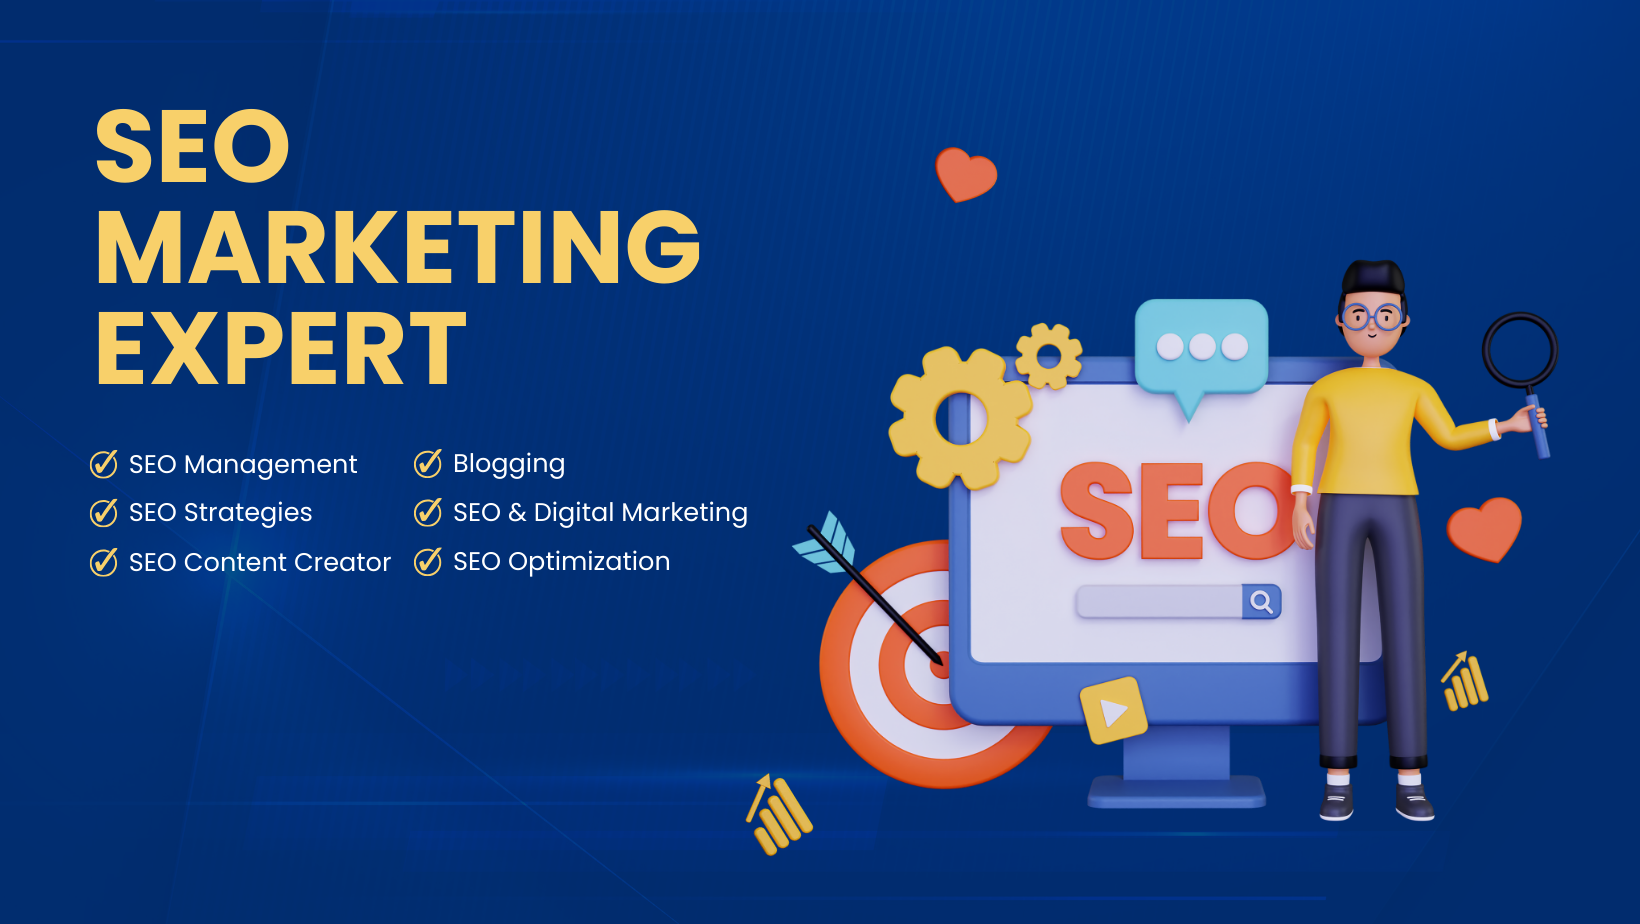 SEO
MARKETING
EXPERT
SEO Management
SEO Strategies
SEO Content Creator
Blogging
SEO & Digital Marketing
SEO Optimization
SEO